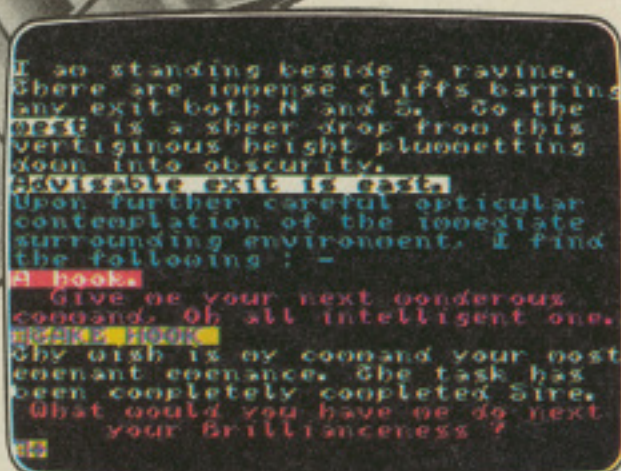 I am standing beside a ravine.
There are immense cliffs barring
any exit both N and S. To the
west is a sheer drop from this
vertiginous height plummetting
down into obscurity.
Advisable exit is east.
Upon further careful opticular
contemplation of the immediate
surrounding environment, I find
the following : -
A hook.
Give me your next wonderous
command, Oh all intelligent one.
TAKE HOOK
Thy wish is my command your most
emenant emenance. The task has
been completely completed Sire.
What would you have me do next
your Brillianceness ?